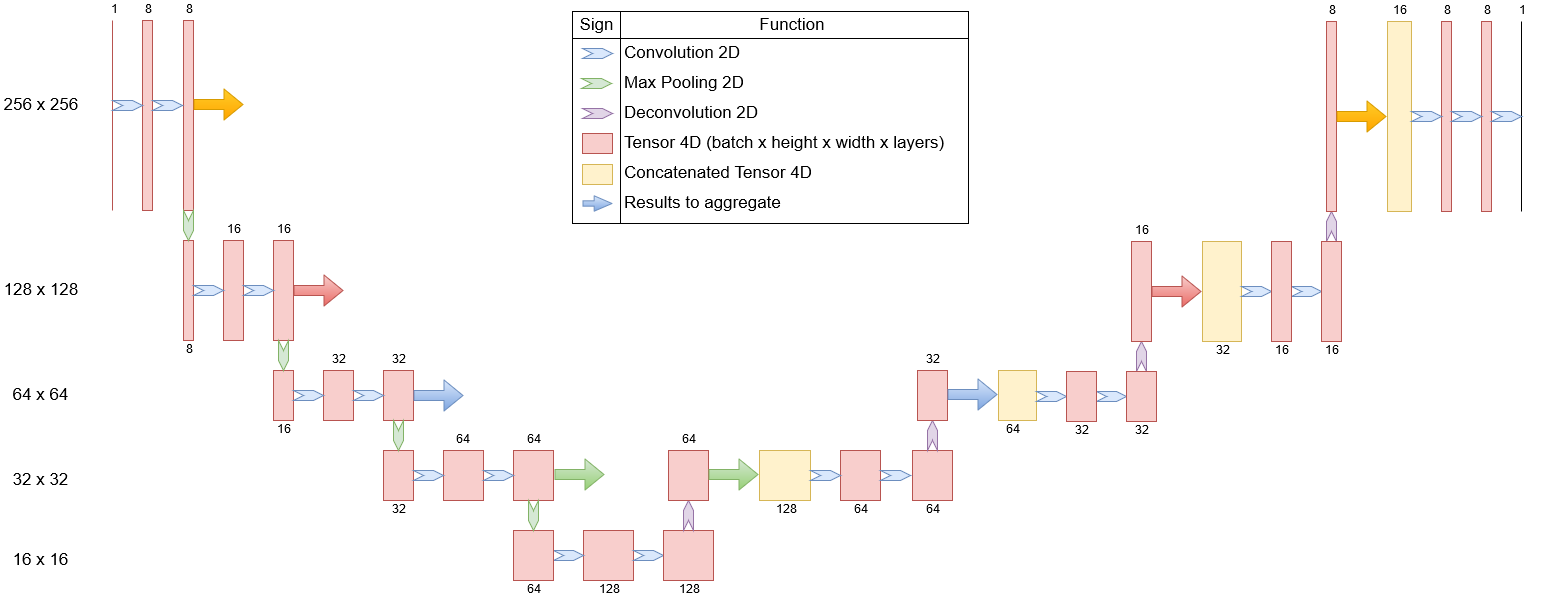 1 8 8
8 16 8 8 1
Sign Function
Convolution 2D
Max Pooling 2D
Deconvolution 2D
Tensor 4D (batch x height x width x layers)
Concatenated Tensor 4D
Results to aggregate
256 x 256
16 16
16
128 x 128
8
32 16 16
32 32
32
64 x 64
16
64 32 32
64 64
64
32 x 32
32
128 64 64
16 x 16
64 128 128